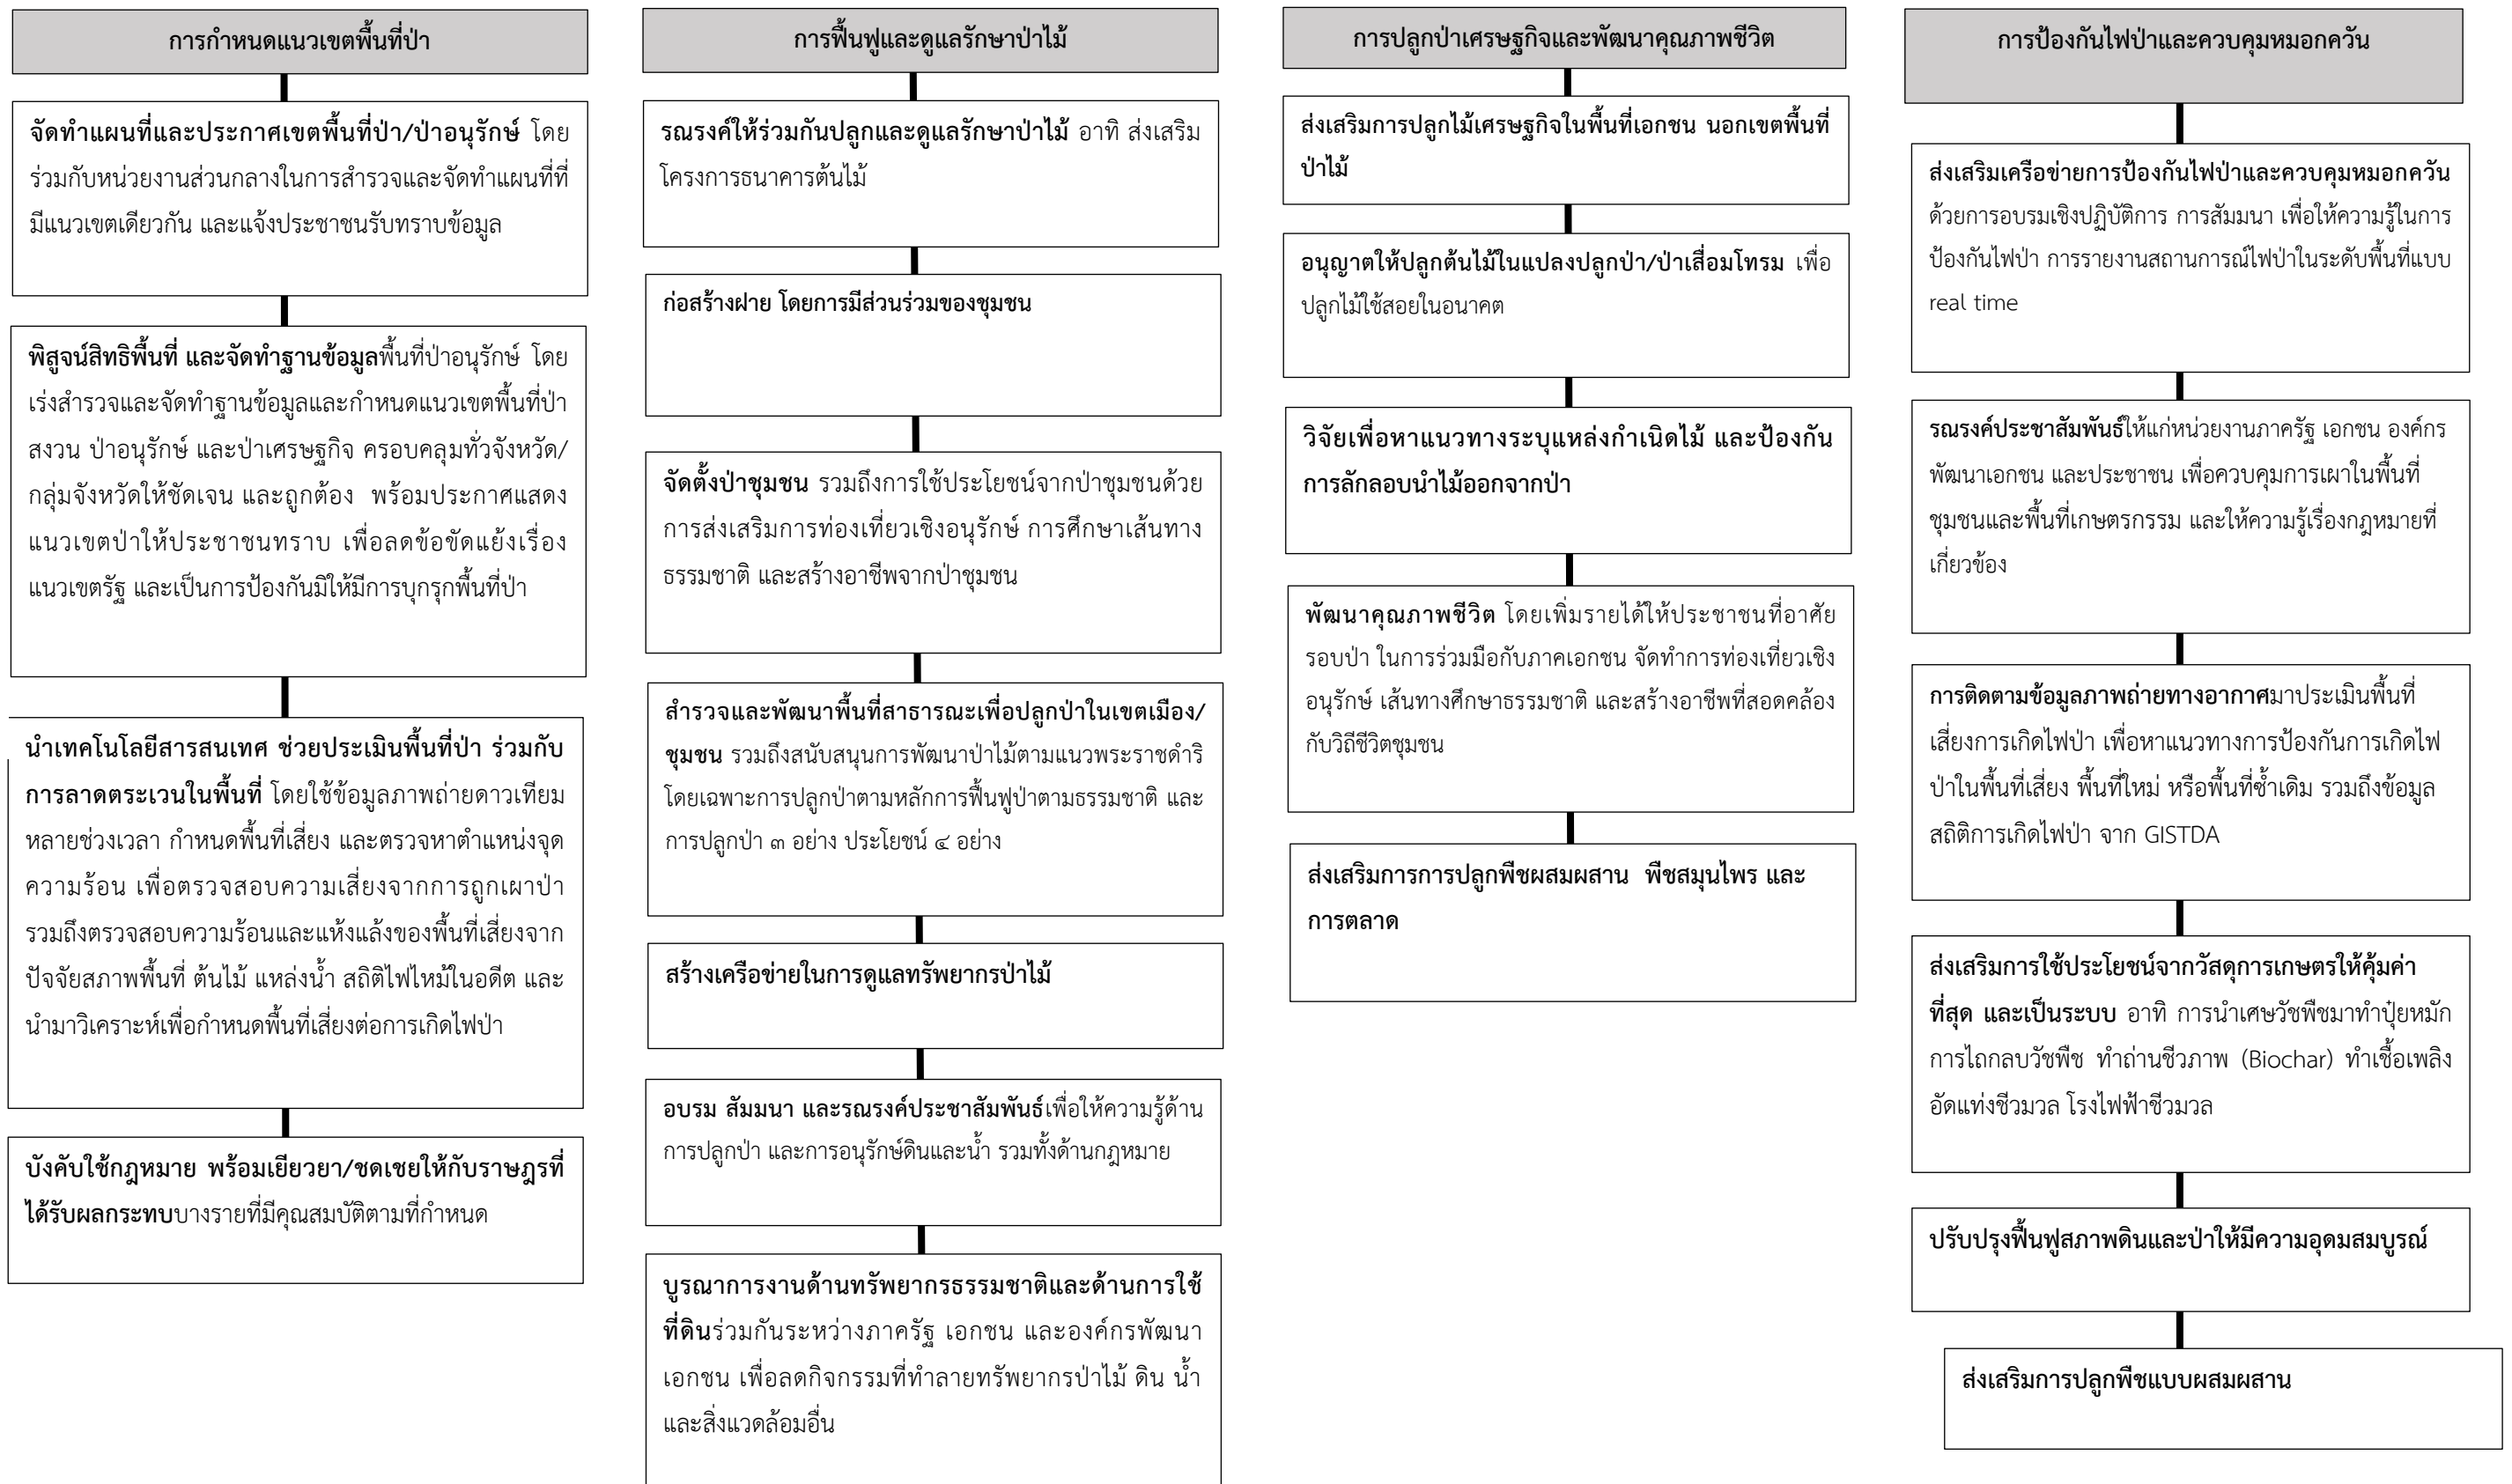 การกำหนดแนวเขตพื้นที่ป่า
จัดทำแผนที่และประกาศเขตพื้นที่ป่า/ป่าอนุรักษ์ โดย
ร่วมกับหน่วยงานส่วนกลางในการสำรวจและจัดทำแผนที่ที่
มีแนวเขตเดียวกัน และแจ้งประชาชนรับทราบข้อมูล
พิสูจน์สิทธิพื้นที่ และจัดทำฐานข้อมูลพื้นที่ป่าอนุรักษ์ โดย
เร่งสำรวจและจัดทำฐานข้อมูลและกำหนดแนวเขตพื้นที่ป่า
สงวน ป่าอนุรักษ์ และป่าเศรษฐกิจ ครอบคลุมทั่วจังหวัด/
กลุ่มจังหวัดให้ชัดเจน และถูกต้อง พร้อมประกาศแสดง
แนวเขตป่าให้ประชาชนทราบ เพื่อลดข้อขัดแย้งเรื่อง
แนวเขตรัฐ และเป็นการป้องกันมิให้มีการบุกรุกพื้นที่ป่า
นำเทคโนโลยีสารสนเทศ ช่วยประเมินพื้นที่ป่า ร่วมกับ
การลาดตระเวนในพื้นที่ โดยใช้ข้อมูลภาพถ่ายดาวเทียม
หลายช่วงเวลา กำหนดพื้นที่เสี่ยง และตรวจหาตำแหน่งจุด
ความร้อน เพื่อตรวจสอบความเสี่ยงจากการถูกเผาป่า
รวมถึงตรวจสอบความร้อนและแห้งแล้งของพื้นที่เสี่ยงจาก
ปัจจัยสภาพพื้นที่ ต้นไม้ แหล่งน้ำ สถิติไฟไหม้ในอดีต และ
นำมาวิเคราะห์เพื่อกำหนดพื้นที่เสี่ยงต่อการเกิดไฟป่า
บังคับใช้กฎหมาย พร้อมเยียวยา/ชดเชยให้กับราษฎรที่
ได้รับผลกระทบบางรายที่มีคุณสมบัติตามที่กำหนด
การฟื้นฟูและดูแลรักษาป่าไม้
รณรงค์ให้ร่วมกันปลูกและดูแลรักษาป่าไม้ อาทิ ส่งเสริม
โครงการธนาคารต้นไม้
ก่อสร้างฝาย โดยการมีส่วนร่วมของชุมชน
จัดตั้งป่าชุมชน รวมถึงการใช้ประโยชน์จากป่าชุมชนด้วย
การส่งเสริมการท่องเที่ยวเชิงอนุรักษ์ การศึกษาเส้นทาง
ธรรมชาติ และสร้างอาชีพจากป่าชุมชน
สำรวจและพัฒนาพื้นที่สาธารณะเพื่อปลูกป่าในเขตเมือง/
ชุมชน รวมถึงสนับสนุนการพัฒนาป่าไม้ตามแนวพระราชดำริ
โดยเฉพาะการปลูกป่าตามหลักการฟื้นฟูป่าตามธรรมชาติ และ
การปลูกป่า ๓ อย่าง ประโยชน์ ๔ อย่าง
สร้างเครือข่ายในการดูแลทรัพยากรป่าไม้
อบรม สัมมนา และรณรงค์ประชาสัมพันธ์เพื่อให้ความรู้ด้าน
การปลูกป่า และการอนุรักษ์ดินและน้ำ รวมทั้งด้านกฎหมาย
บูรณาการงานด้านทรัพยากรธรรมชาติและด้านการใช้
ที่ดินร่วมกันระหว่างภาครัฐ เอกชน และองค์กรพัฒนา
เอกชน เพื่อลดกิจกรรมที่ทำลายทรัพยากรป่าไม้ ดิน น้ำ
และสิ่งแวดล้อมอื่น
การปลูกป่าเศรษฐกิจและพัฒนาคุณภาพชีวิต
ส่งเสริมการปลูกไม้เศรษฐกิจในพื้นที่เอกชน นอกเขตพื้นที่
ป่าไม้
อนุญาตให้ปลูกต้นไม้ในแปลงปลูกป่า/ป่าเสื่อมโทรม เพื่อ
ปลูกไม้ใช้สอยในอนาคต
วิจัยเพื่อหาแนวทางระบุแหล่งกำเนิดไม้ และป้องกัน
การลักลอบนำไม้ออกจากป่า
พัฒนาคุณภาพชีวิต โดยเพิ่มรายได้ให้ประชาชนที่อาศัย
รอบป่า ในการร่วมมือกับภาคเอกชน จัดทำการท่องเที่ยวเชิง
อนุรักษ์ เส้นทางศึกษาธรรมชาติ และสร้างอาชีพที่สอดคล้อง
กับวิถีชีวิตชุมชน
ส่งเสริมการการปลูกพืชผสมผสาน พืชสมุนไพร และ
การตลาด
การป้องกันไฟป่าและควบคุมหมอกควัน
ส่งเสริมเครือข่ายการป้องกันไฟป่าและควบคุมหมอกควัน
ด้วยการอบรมเชิงปฏิบัติการ การสัมมนา เพื่อให้ความรู้ในการ
ป้องกันไฟป่า การรายงานสถานการณ์ไฟป่าในระดับพื้นที่แบบ
real time
รณรงค์ประชาสัมพันธ์ให้แก่หน่วยงานภาครัฐ เอกชน องค์กร
พัฒนาเอกชน และประชาชน เพื่อควบคุมการเผาในพื้นที่
ชุมชนและพื้นที่เกษตรกรรม และให้ความรู้เรื่องกฎหมายที่
เกี่ยวข้อง
การติดตามข้อมูลภาพถ่ายทางอากาศมาประเมินพื้นที่
เสี่ยงการเกิดไฟป่า เพื่อหาแนวทางการป้องกันการเกิดไฟ
ป่าในพื้นที่เสี่ยง พื้นที่ใหม่ หรือพื้นที่ซ้ำเดิม รวมถึงข้อมูล
สถิติการเกิดไฟป่า จาก GISTDA
ส่งเสริมการใช้ประโยชน์จากวัสดุการเกษตรให้คุ้มค่า
ที่สุด และเป็นระบบ อาทิ การนำเศษวัชพืชมาทำปุ๋ยหมัก
การไถกลบวัชพืช ทำถ่านชีวภาพ (Biochar) ทำเชื้อเพลิง
อัดแท่งชีวมวล โรงไฟฟ้าชีวมวล
ปรับปรุงฟื้นฟูสภาพดินและป่าให้มีความอุดมสมบูรณ์
ส่งเสริมการปลูกพืชแบบผสมผสาน